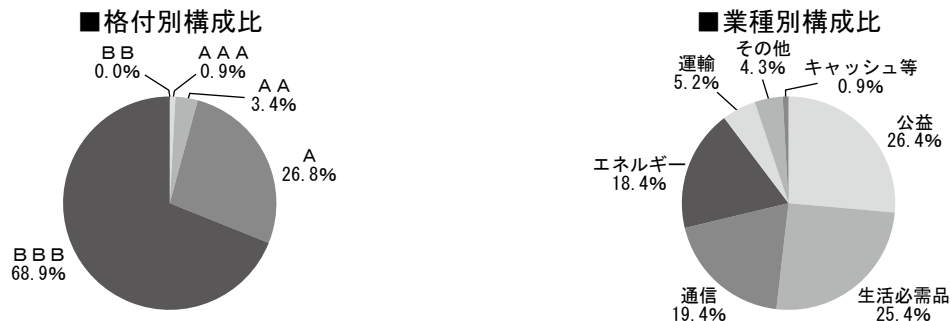 ■格付別構成比
ＢＢ
0.0%
ＡＡＡ
0.9%
ＡＡ
3.4%
Ａ
26.8%
ＢＢＢ
68.9%
■業種別構成比
その他
4.3%
運輸
5.2%
キャッシュ等
0.9%
公益
26.4%
エネルギー
18.4%
通信
19.4%
生活必需品
25.4%